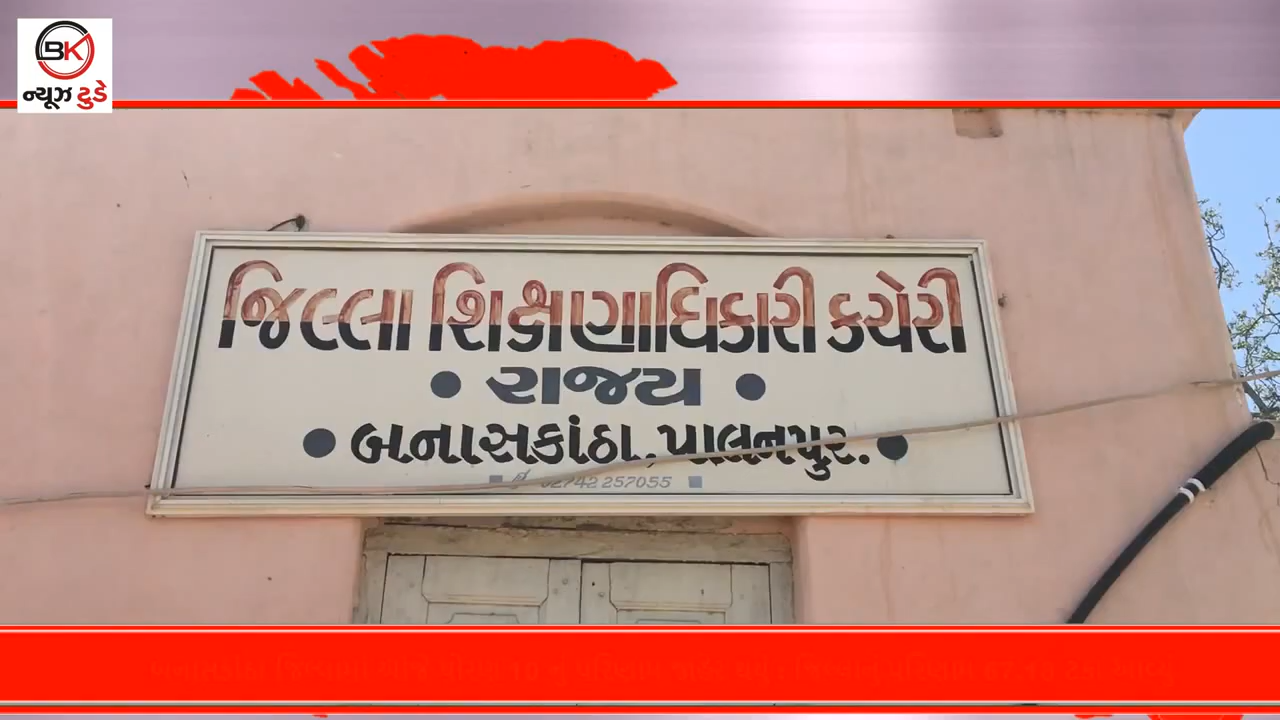 BK
ન્યૂઝ ટુડે
જિલ્લા શિક્ષણાધિકારી કચેરી
• રાજ્ય •
• બનાસકાંઠા, પાલનપુર. •
02742 257055